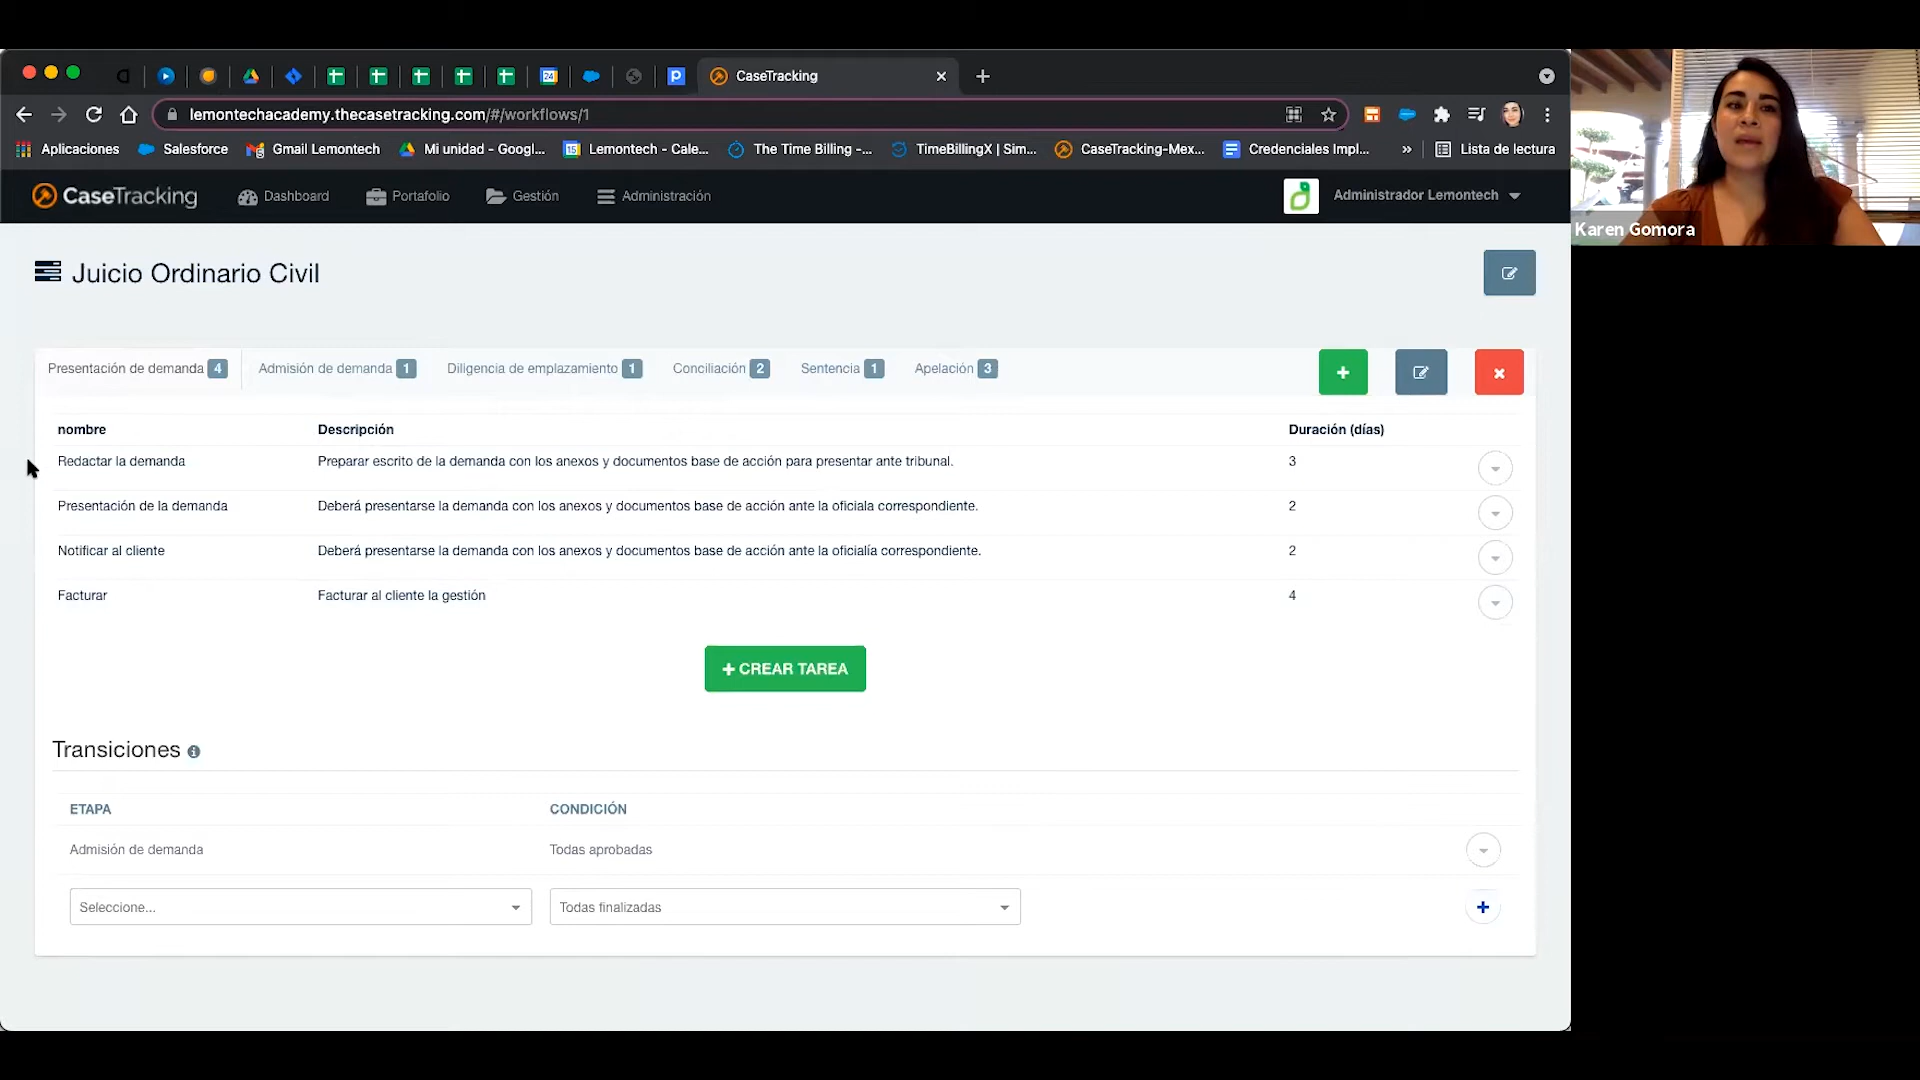 CaseTracking
lemontechacademy.thecasetracking.com/#/workflows/1
Aplicaciones Salesforce Gmail Lemontech Mi unidad - Googl... Lemontech - Cale... The Time Billing -... TimeBillingX | Sim... CaseTracking-Mex... Credenciales Impl... » Lista de lectura
CaseTracking Dashboard Portafolio Gestión Administración Administrador Lemontech
Karen Gomora
Juicio Ordinario Civil
Presentación de demanda 4 Admisión de demanda 1 Diligencia de emplazamiento 1 Conciliación 2 Sentencia 1 Apelación 3
nombre Descripción Duración (días)
Redactar la demanda Preparar escrito de la demanda con los anexos y documentos base de acción para presentar ante tribunal. 3
Presentación de la demanda Deberá presentarse la demanda con los anexos y documentos base de acción ante la oficiala correspondiente. 2
Notificar al cliente Deberá presentarse la demanda con los anexos y documentos base de acción ante la oficialía correspondiente. 2
Facturar Facturar al cliente la gestión 4
+ CREAR TAREA
Transiciones
ETAPA CONDICIÓN
Admisión de demanda Todas aprobadas
Seleccione... Todas finalizadas